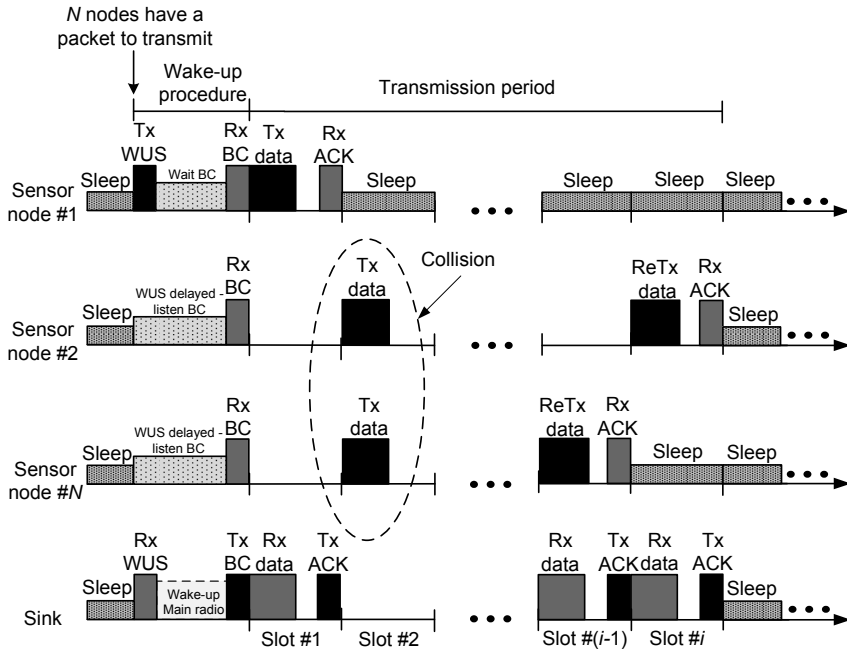 N nodes have a
packet to transmit
Wake-up
procedure
Transmission period
Tx
WUS
Rx
BC
Tx
data
Rx
ACK
Sleep
Wait BC
Sleep
Sleep
Sleep
Sleep
Sensor
node #1
Collision
Rx
BC
Tx
data
ReTx
data
Rx
ACK
WUS delayed -
listen BC
Sleep
Sleep
Sensor
node #2
Rx
BC
Tx
data
ReTx
data
Rx
ACK
WUS delayed -
listen BC
Sleep
Sleep
Sleep
Sensor
node #N
Rx
WUS
Tx
BC
Rx
data
Tx
ACK
Rx
data
Tx
ACK
Rx
data
Tx
ACK
Sleep
Wake-up
Main radio
Sleep
Sink
Slot #1
Slot #2
Slot #(i-1)
Slot #i